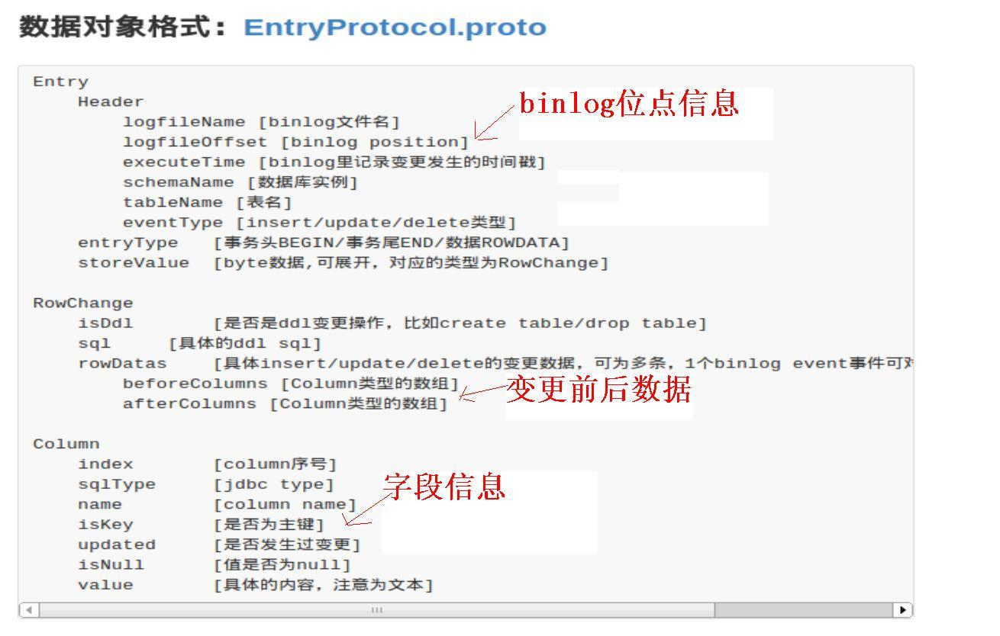 数据对象格式：EntryProtocol.proto
Entry
Header
binlog位点信息
logfileName [binlog文件名]
logfileOffset [binlog position]
executeTime [binlog里记录变更发生的时间戳]
schemaName [数据库实例]
tableName [表名]
eventType [insert/update/delete类型]
entryType [事务头BEGIN/事务尾END/数据ROWDATA]
storeValue [byte数据,可展开，对应的类型为RowChange]
RowChange
isDdl [是否是ddl变更操作，比如create table/drop table]
sql [具体的ddl sql]
rowDatas [具体insert/update/delete的变更数据，可为多条，1个binlog event事件可
beforeColumns [Column类型的数组]
变更前后数据
afterColumns [Column类型的数组]
Column
index [column序号]
sqlType [jdbc type]
字段信息
name [column name]
isKey [是否为主键]
updated [是否发生过变更]
isNull [值是否为null]
value [具体的内容，注意为文本]